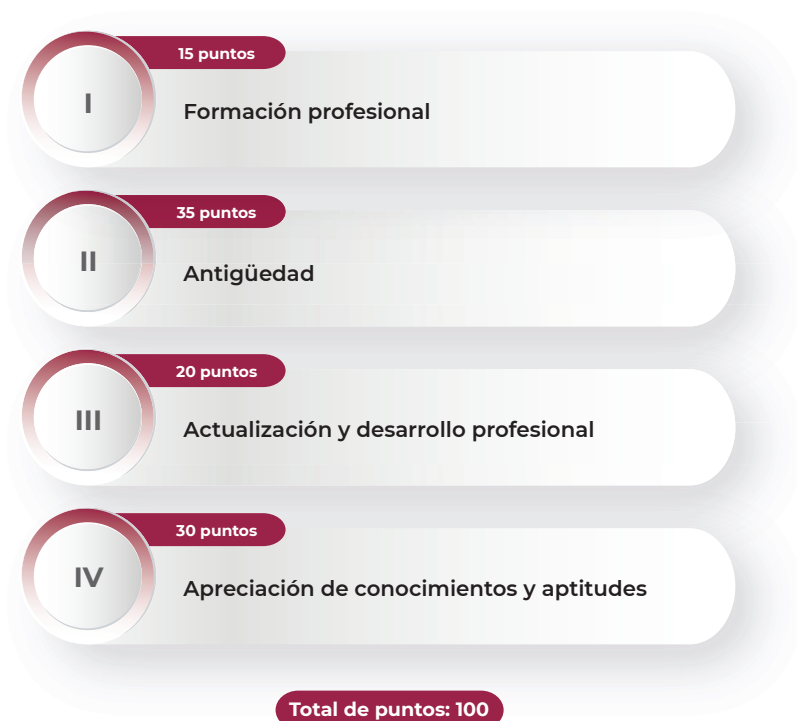 15 puntos
I
Formación profesional
35 puntos
II
Antigüedad
20 puntos
III
Actualización y desarrollo profesional
30 puntos
IV
Apreciación de conocimientos y aptitudes
Total de puntos: 100